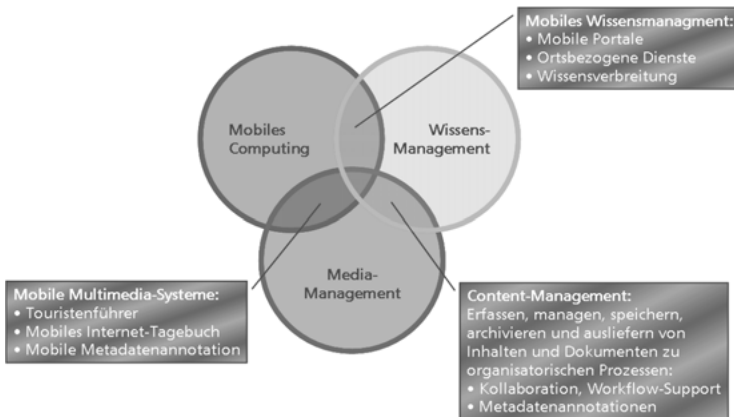 Mobiles Wissensmanagment:
• Mobile Portale
• Ortsbezogene Dienste
• Wissensverbreitung
Mobiles
Computing
Wissens-
Management
Media-
Management
Mobile Multimedia-Systeme:
• Touristenführer
• Mobiles Internet-Tagebuch
• Mobile Metadatenannotation
Content-Management:
Erfassen, managen, speichern,
archivieren und ausliefern von
Inhalten und Dokumenten zu
organisatorischen Prozessen:
• Kollaboration, Workflow-Support
• Metadatenannotationen